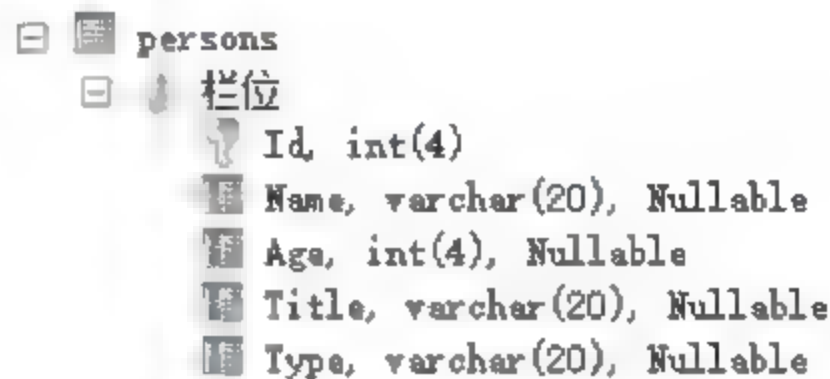 persons
栏位
Id, int(4)
Name, varchar(20), Nullable
Age, int(4), Nullable
Title, varchar(20), Nullable
Type, varchar(20), Nullable